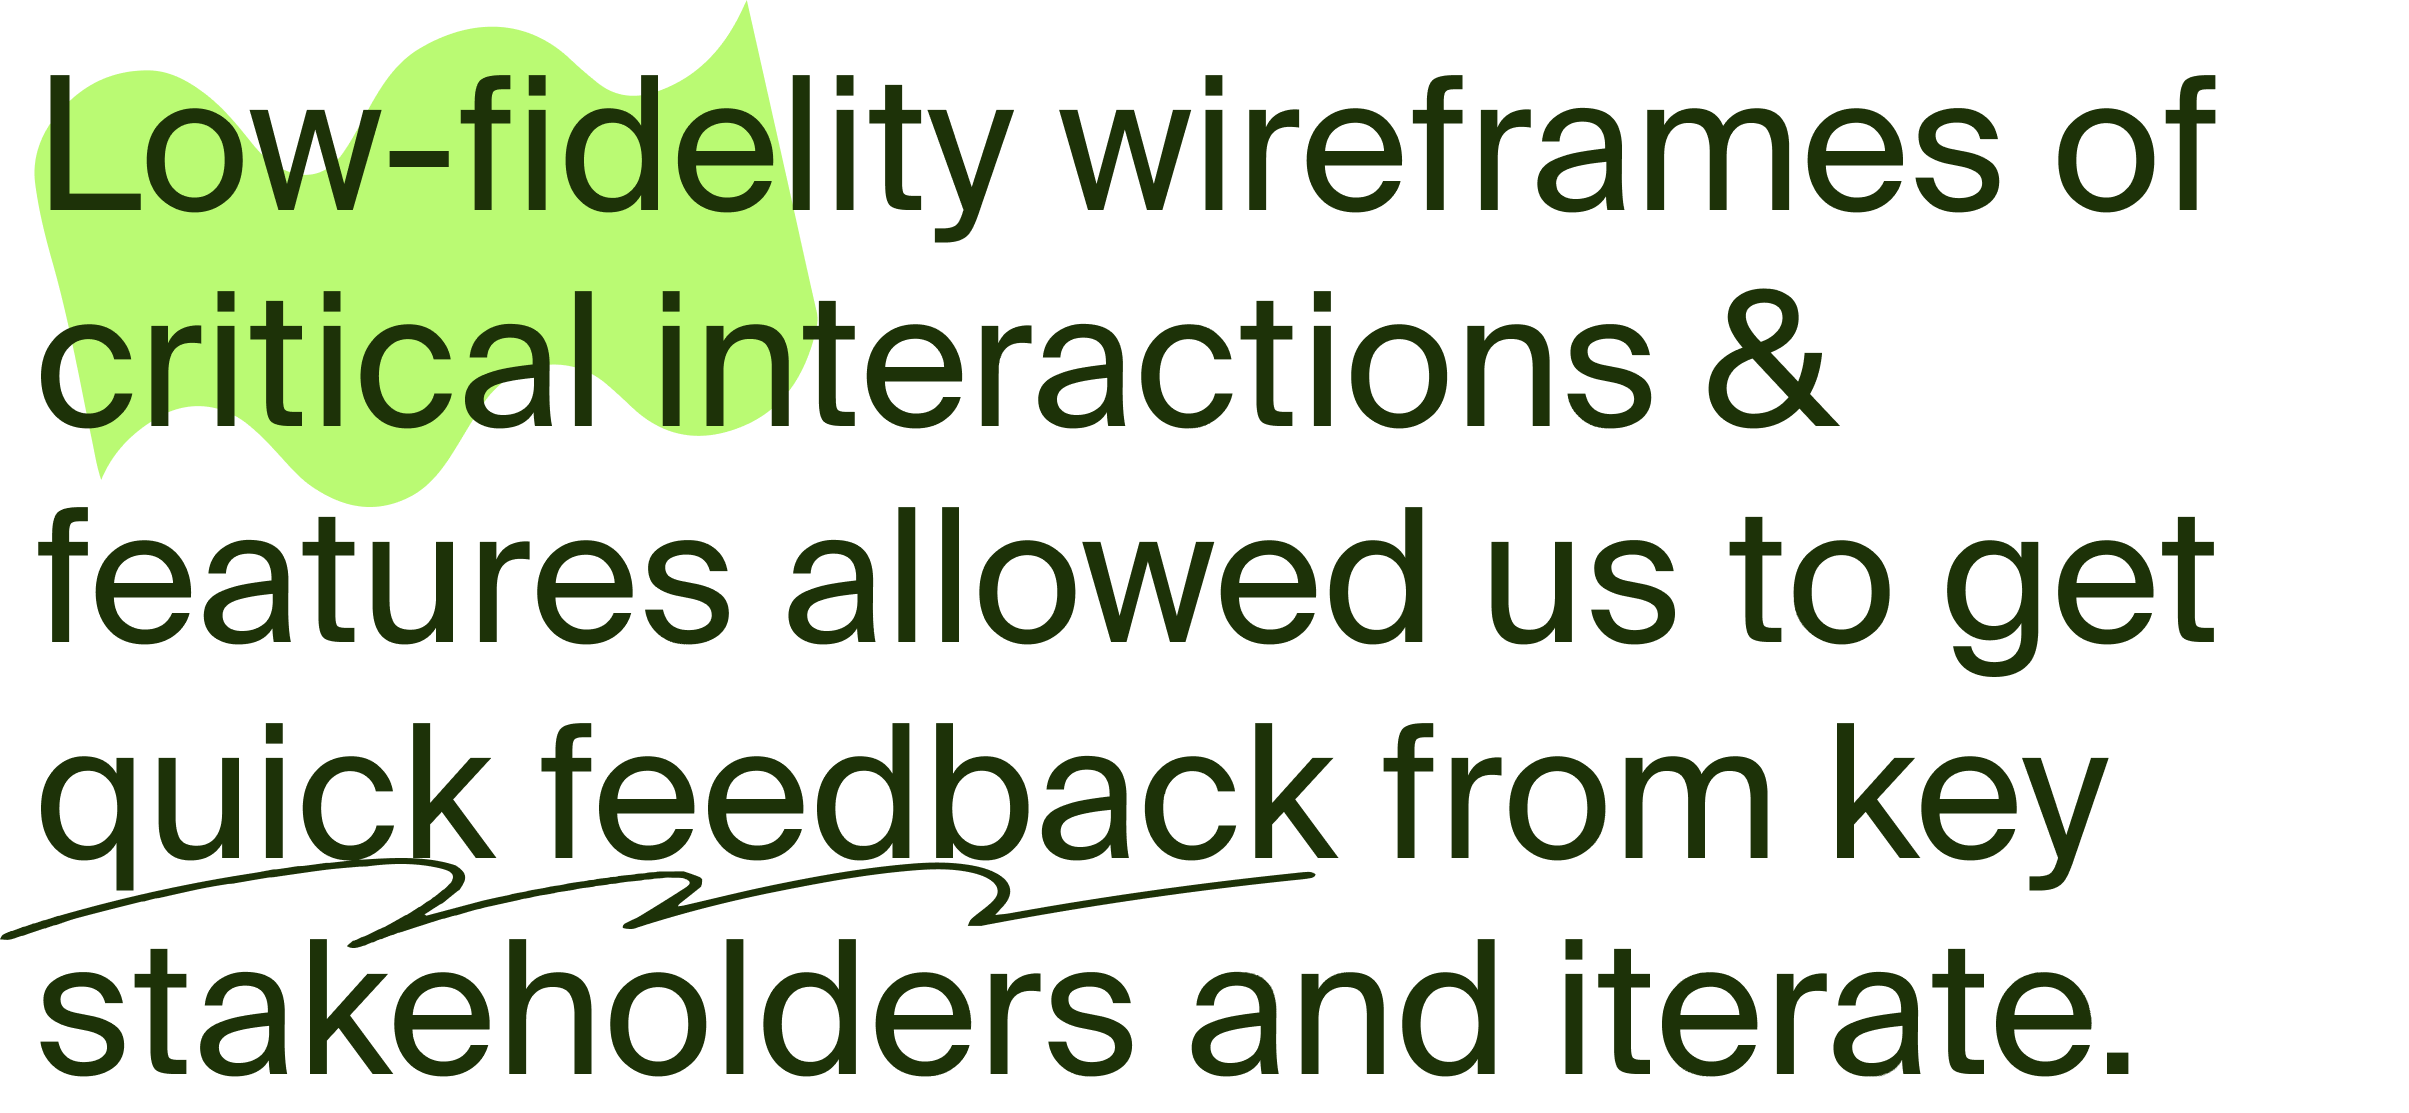 Low-fidelity wireframes of
critical interactions &
features allowed us to get
quick feedback from key
stakeholders and iterate.